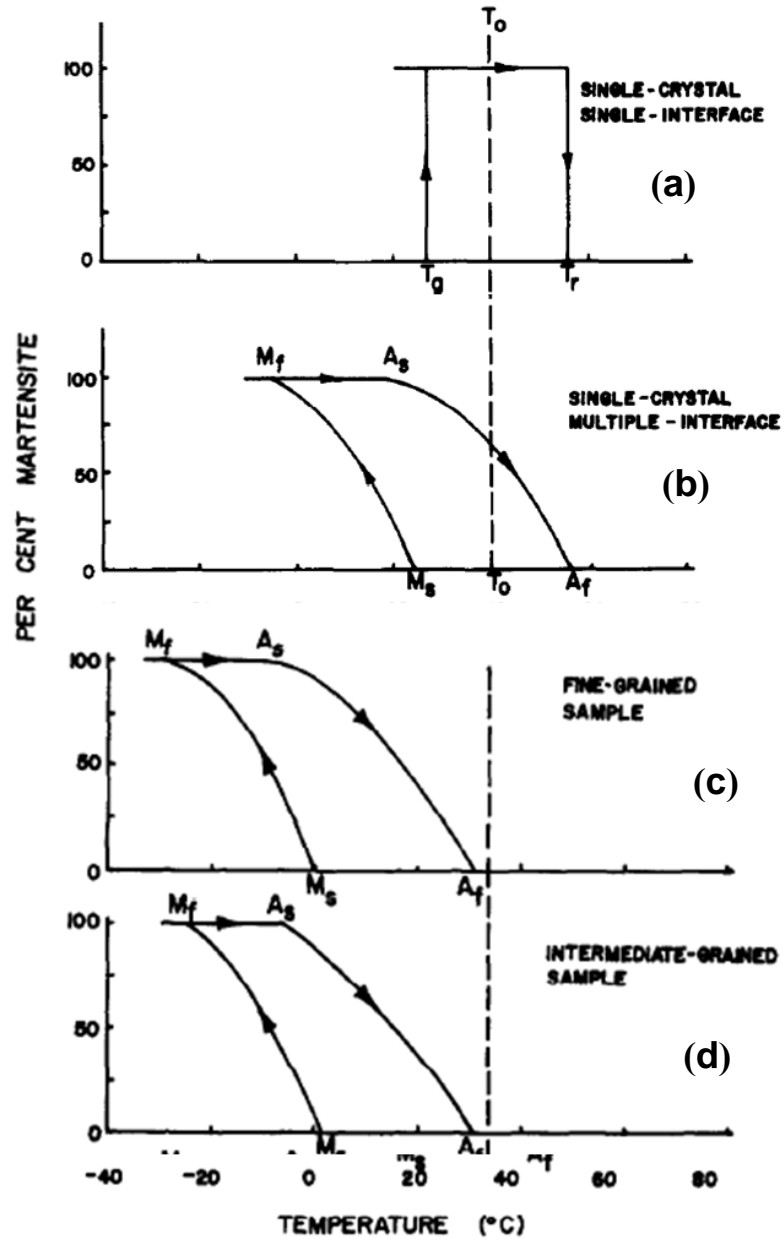 T₀
100
50
0
SINGLE-CRYSTAL
SINGLE-INTERFACE
(a)
Tg
Tr
PER CENT MARTENSITE
Mf
As
100
50
0
SINGLE-CRYSTAL
MULTIPLE-INTERFACE
(b)
Ms
T₀
Af
Mf
As
100
50
0
FINE-GRAINED
SAMPLE
(c)
Ms
Af
Mf
As
100
50
0
INTERMEDIATE-GRAINED
SAMPLE
(d)
Ms
Af
-40 -20 0 20 40 60 80
TEMPERATURE (°C)